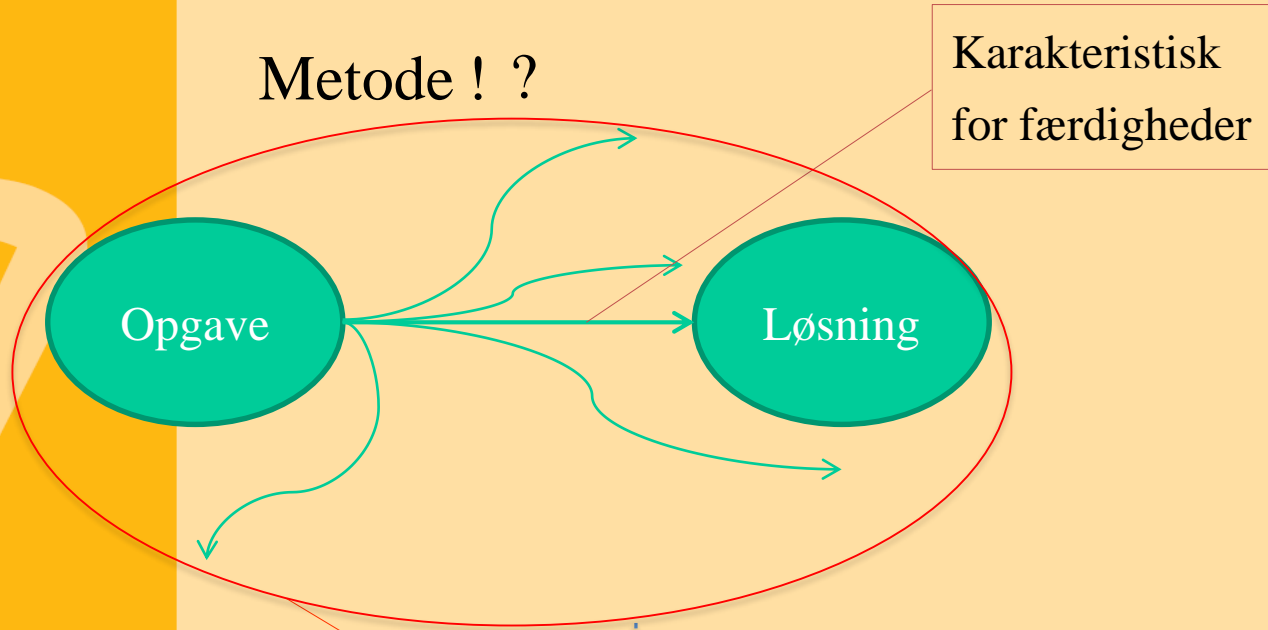 Metode ! ?
Karakteristisk
for færdigheder
Opgave
Løsning